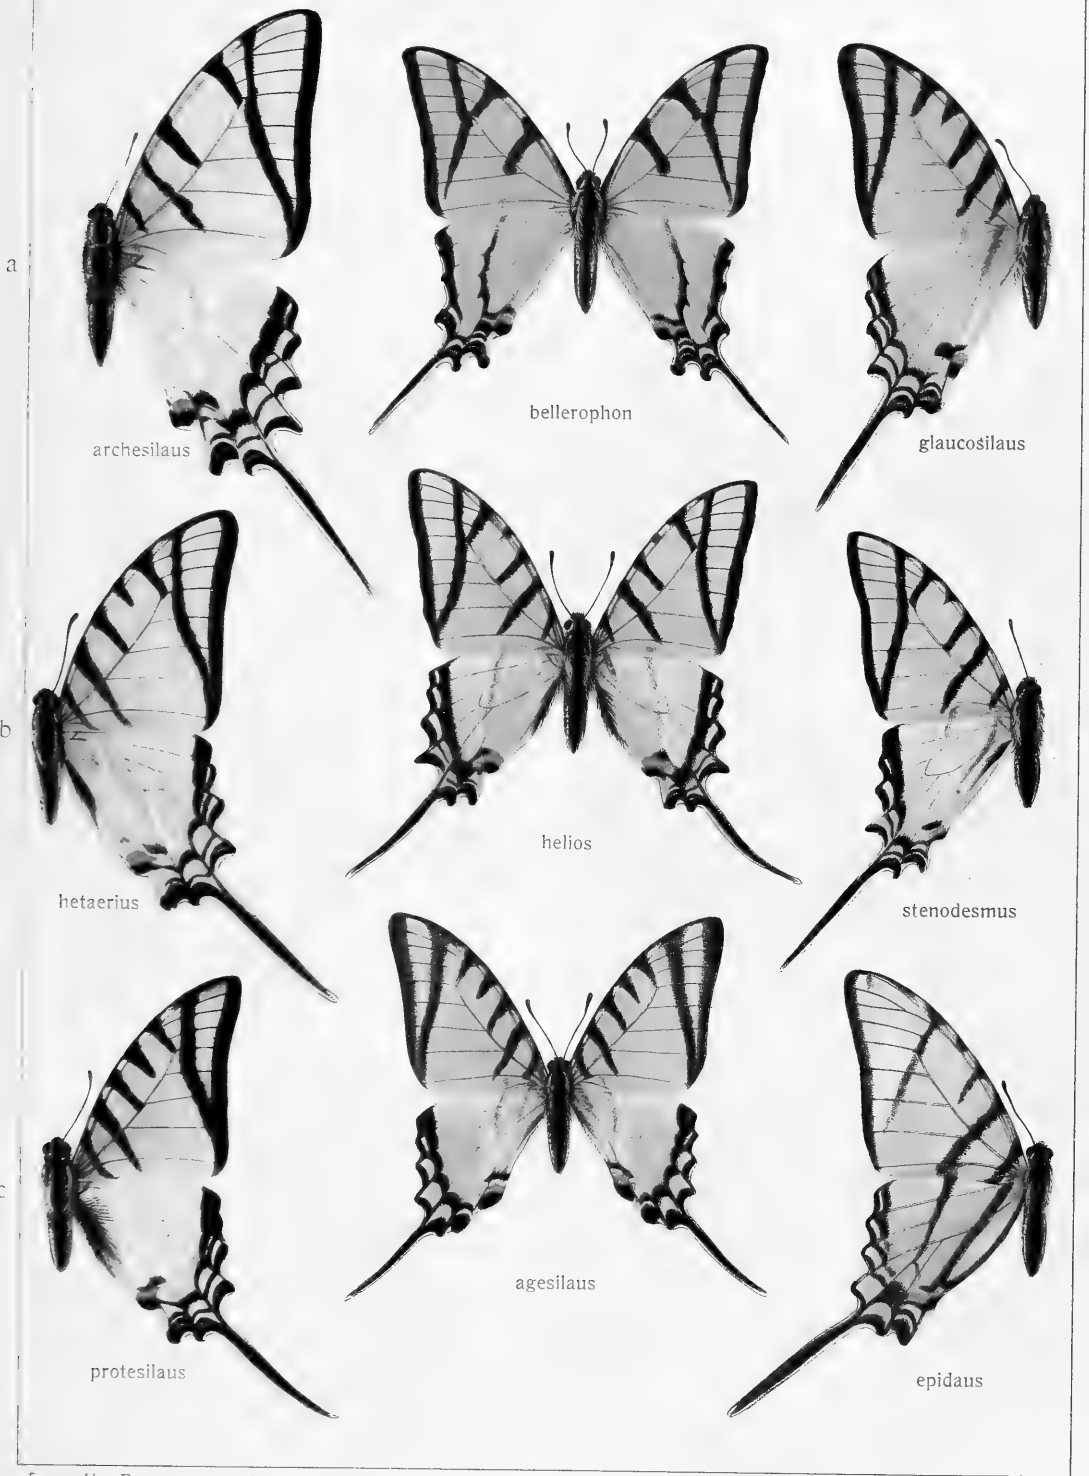 a
bellerophon
archesilaus
glaucosilaus
b
helios
hetaerius
stenodesmus
c
agesilaus
protesilaus
epidaus